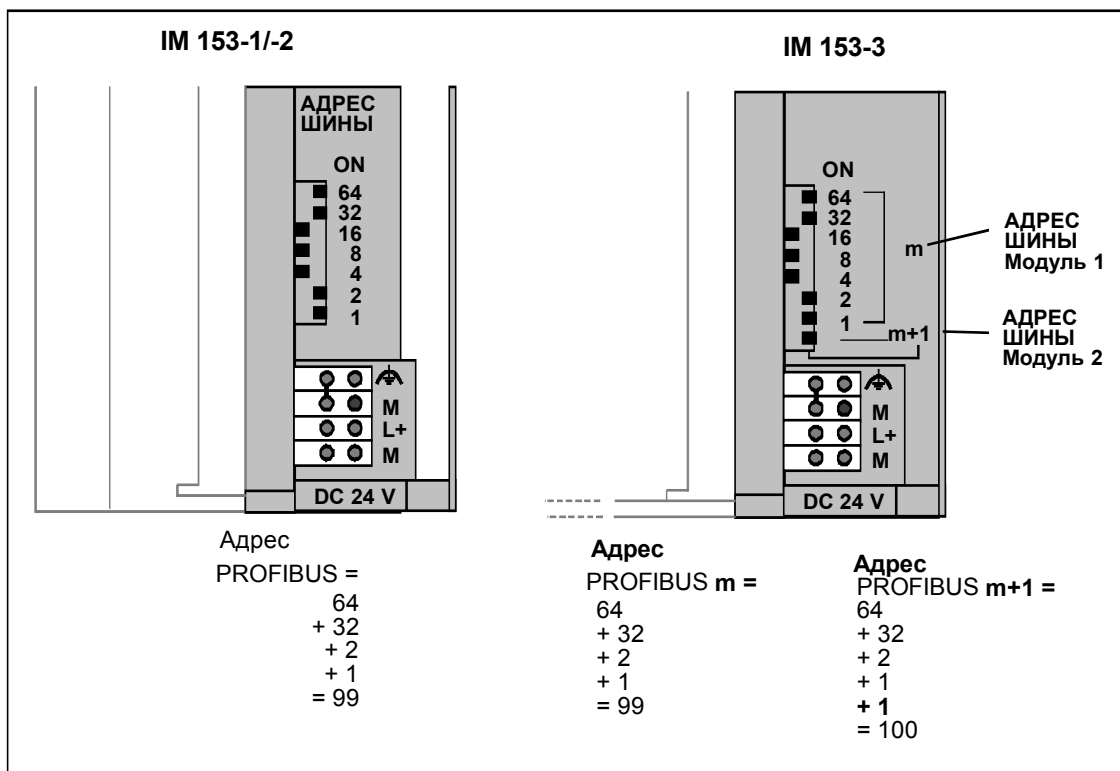 IM 153-1/-2
АДРЕС
ШИНЫ
ON
64
32
16
8
4
2
1
M
L+
M
DC 24 V
Адрес
PROFIBUS =
64
+ 32
+ 2
+ 1
= 99
IM 153-3
ON
64
32
16
8
4
2
1
m
m+1
АДРЕС
ШИНЫ
Модуль 1
АДРЕС
ШИНЫ
Модуль 2
M
L+
M
DC 24 V
Адрес
PROFIBUS m =
64
+ 32
+ 2
+ 1
= 99
Адрес
PROFIBUS m+1 =
64
+ 32
+ 2
+ 1
+ 1
= 100